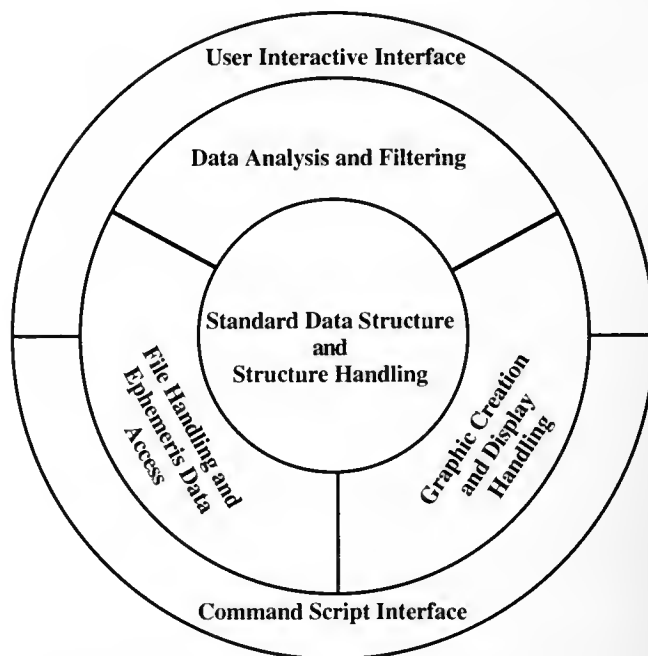 User Interactive Interface
Data Analysis and Filtering
Standard Data Structure
and
Structure Handling
File Handling and
Ephemeris Data
Access
Graphic Creation
and Display
Handling
Command Script Interface